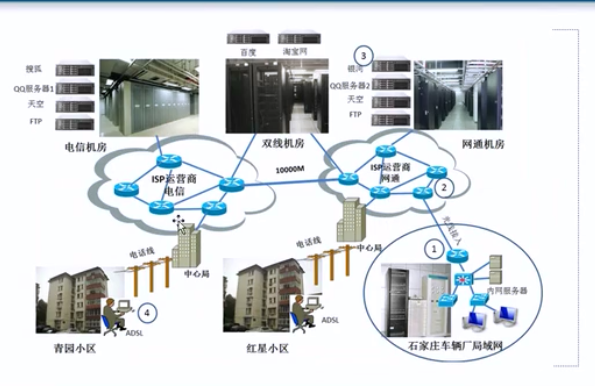 百度
淘宝网
③
搜狐
QQ服务器1
天空
FTP
银河
QQ服务器2
天空
FTP
电信机房
双线机房
网通机房
ISP运营商
电信
10000M
ISP运营商
网通
②
光纤接入
①
电话线
中心局
电话线
中心局
内网服务器
④
ADSL
ADSL
青园小区
红星小区
石家庄车辆厂局域网